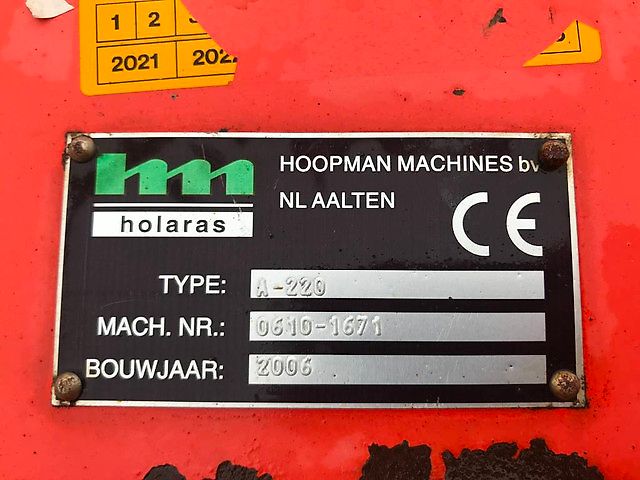 1 2
2021 202
hm
HOOPMAN MACHINES bv
NL AALTEN
holaras
CE
TYPE: A-220
MACH. NR.: 0610-1671
BOUWJAAR: 2006